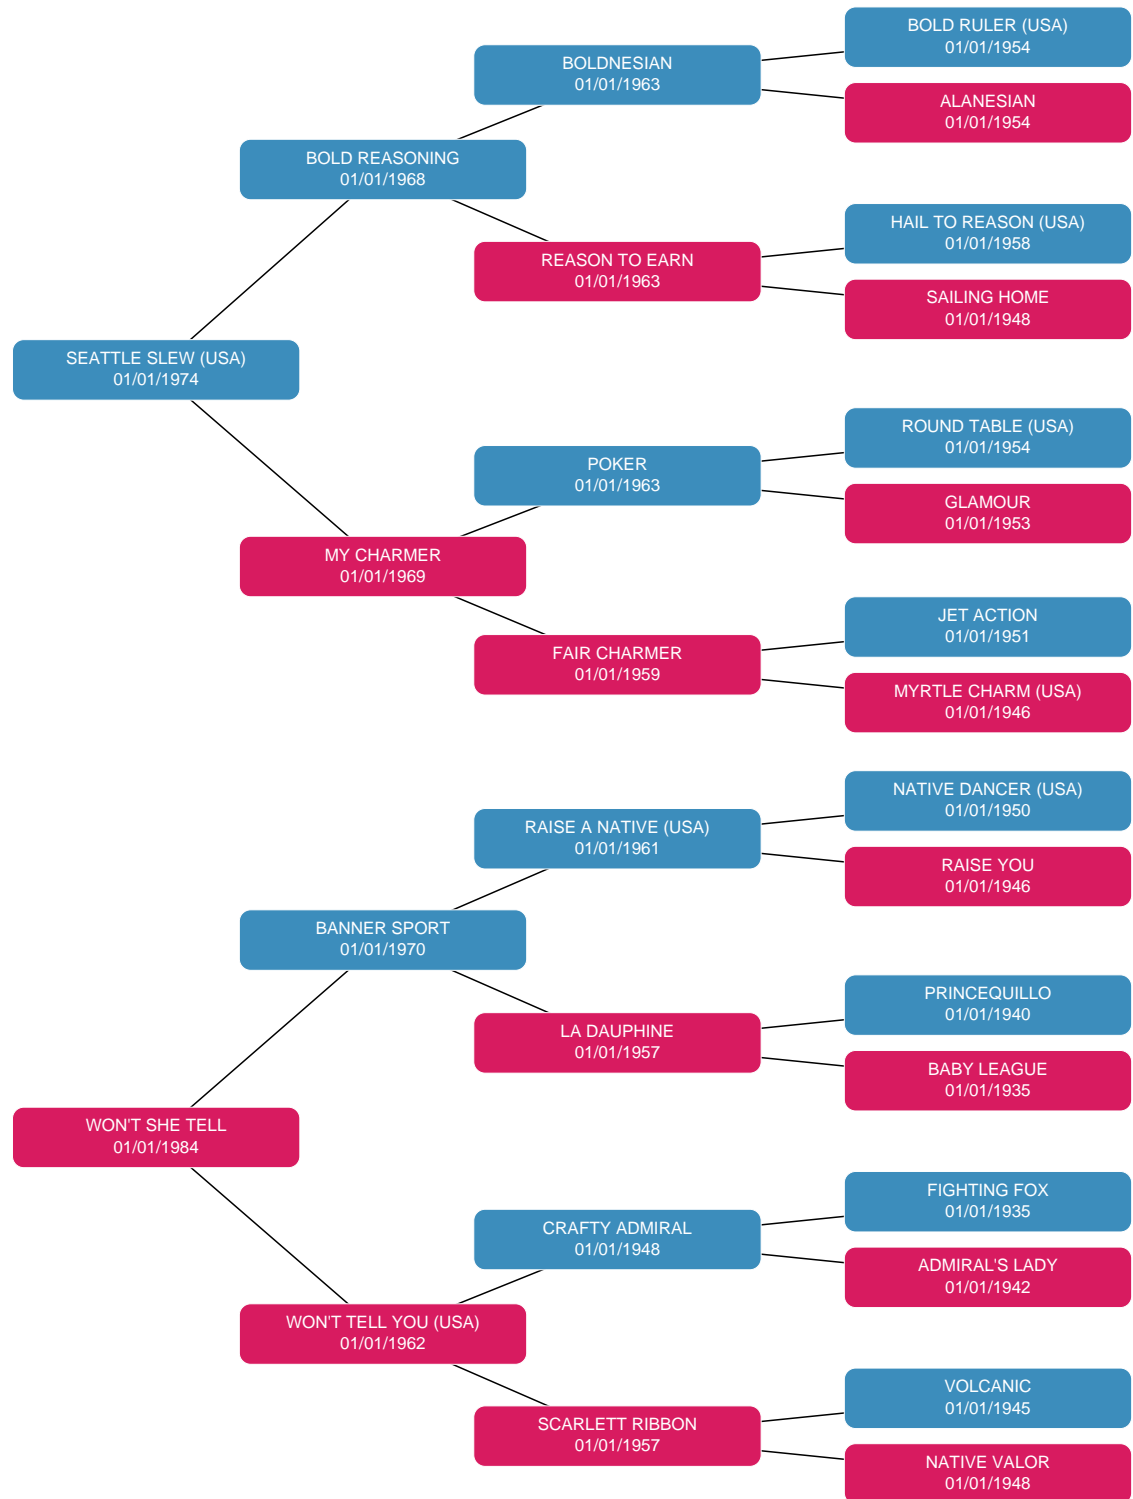 BOLD RULER (USA)
01/01/1954
BOLDNESIAN
01/01/1963
ALANESIAN
01/01/1954
BOLD REASONING
01/01/1968
HAIL TO REASON (USA)
01/01/1958
REASON TO EARN
01/01/1963
SAILING HOME
01/01/1948
SEATTLE SLEW (USA)
01/01/1974
ROUND TABLE (USA)
01/01/1954
POKER
01/01/1963
GLAMOUR
01/01/1953
MY CHARMER
01/01/1969
JET ACTION
01/01/1951
FAIR CHARMER
01/01/1959
MYRTLE CHARM (USA)
01/01/1946
NATIVE DANCER (USA)
01/01/1950
RAISE A NATIVE (USA)
01/01/1961
RAISE YOU
01/01/1946
BANNER SPORT
01/01/1970
PRINCEQUILLO
01/01/1940
LA DAUPHINE
01/01/1957
BABY LEAGUE
01/01/1935
WON'T SHE TELL
01/01/1984
FIGHTING FOX
01/01/1935
CRAFTY ADMIRAL
01/01/1948
ADMIRAL'S LADY
01/01/1942
WON'T TELL YOU (USA)
01/01/1962
VOLCANIC
01/01/1945
SCARLETT RIBBON
01/01/1957
NATIVE VALOR
01/01/1948